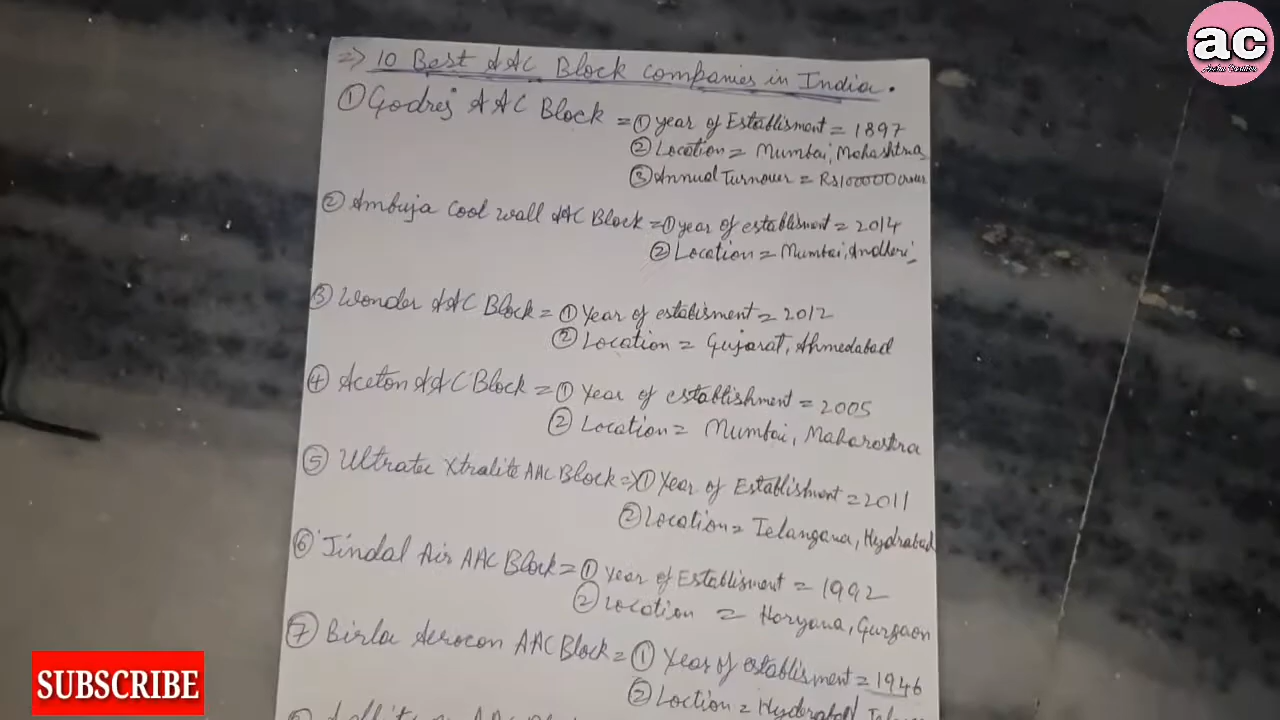 ac
=> 10 Best AAC Block companies in India.
① Godrej AAC Block = ① year of Establisment = 1897
② Location = Mumbai, Mahashtra
③ Annual Turnover = Rs100000 crores
② Ambuja Cool wall AAC Block = ① year of establisment = 2014
② Location = Mumbai, Andheri
③ Wonder AAC Block = ① Year of establisment = 2012
② Location = Gujarat, Ahmedabad
④ Aceton AAC Block = ① Year of establishment = 2005
② Location = Mumbai, Maharastra
⑤ Ultratec Xtralite AAC Block => ① Year of Establishment = 2011
② Location = Telangana, Hydrabad
⑥ Jindal Air AAC Block = ① Year of Establisment = 1992
② Location = Haryana, Gurgaon
⑦ Birla Aerocon AAC Block = ① Year of establisment = 1946
② Loction = Hyderabad
SUBSCRIBE